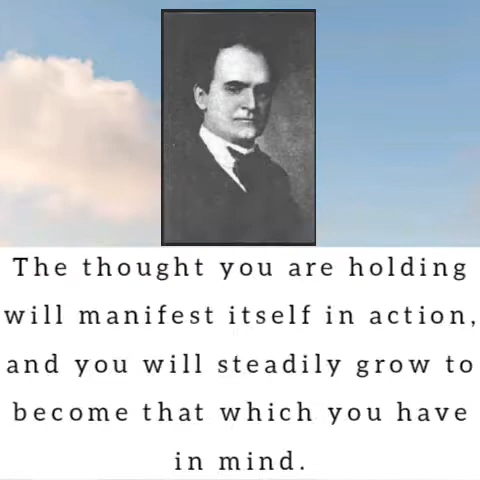 The thought you are holding
will manifest itself in action,
and you will steadily grow to
become that which you have
in mind.